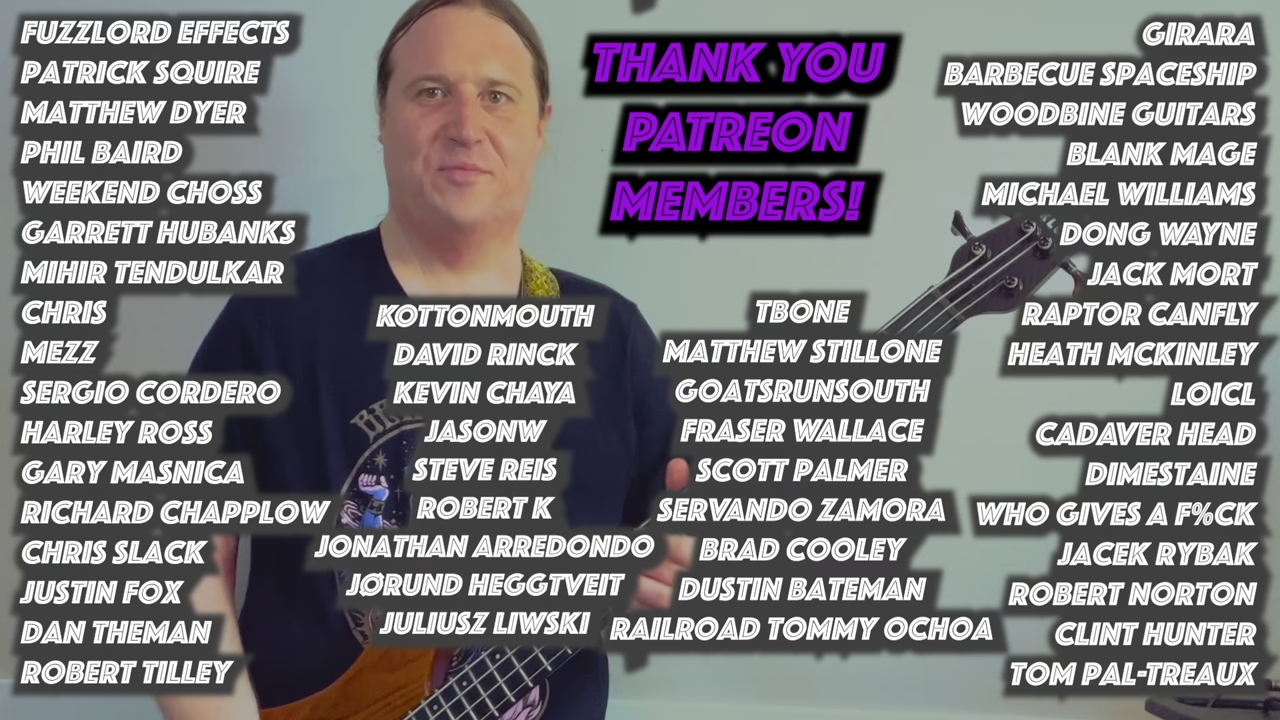 FUZZLORD EFFECTS
PATRICK SQUIRE
MATTHEW DYER
PHIL BAIRD
WEEKEND CHOSS
GARRETT HUBANKS
MIHIR TENDULKAR
CHRIS
MEZZ
SERGIO CORDERO
HARLEY ROSS
GARY MASNICA
RICHARD CHAPPLOW
CHRIS SLACK
JUSTIN FOX
DAN THEMAN
ROBERT TILLEY
THANK YOU
PATREON
MEMBERS!
KOTTONMOUTH
DAVID RINCK
KEVIN CHAYA
JASONW
STEVE REIS
ROBERT K
JONATHAN ARREDONDO
JØRUND HEGGTVEIT
JULIUSZ LIWSKI
TBONE
MATTHEW STILLONE
GOATSRUNSOUTH
FRASER WALLACE
SCOTT PALMER
SERVANDO ZAMORA
BRAD COOLEY
DUSTIN BATEMAN
RAILROAD TOMMY OCHOA
GIRARA
BARBECUE SPACESHIP
WOODBINE GUITARS
BLANK MAGE
MICHAEL WILLIAMS
DONG WAYNE
JACK MORT
RAPTOR CANFLY
HEATH MCKINLEY
LOICL
CADAVER HEAD
DIMESTAINE
WHO GIVES A F%CK
JACEK RYBAK
ROBERT NORTON
CLINT HUNTER
TOM PAL-TREAUX